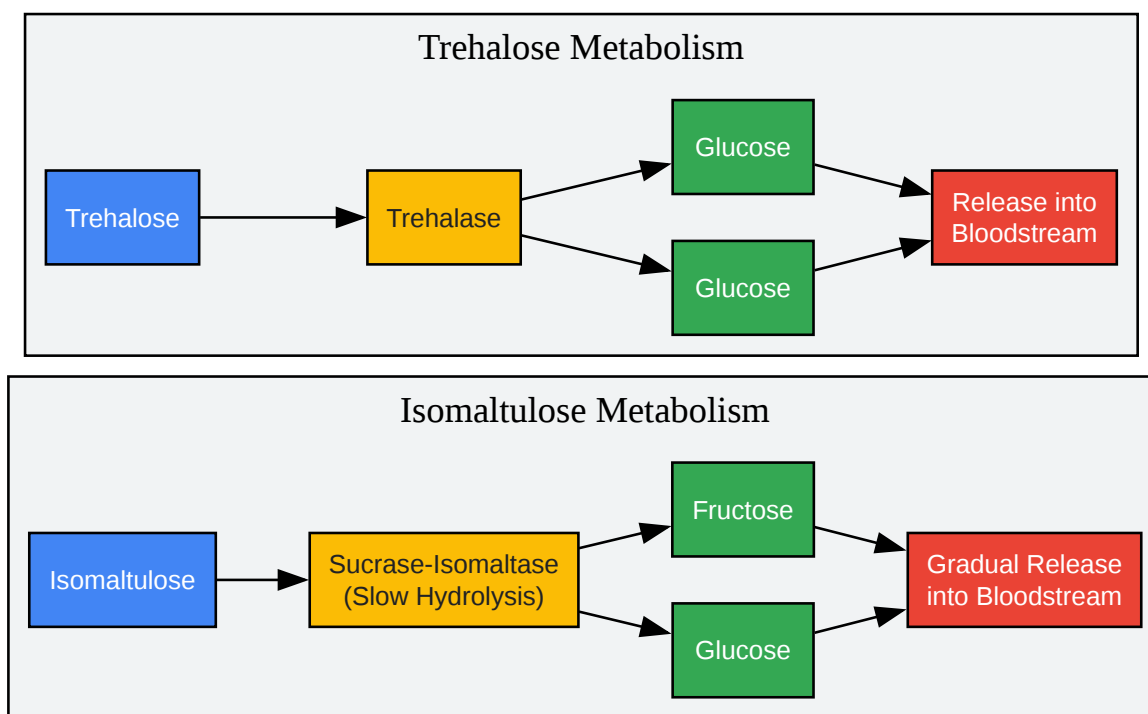 Trehalose Metabolism
Trehalose
Trehalase
Glucose
Glucose
Release into
Bloodstream
Isomaltulose Metabolism
Isomaltulose
Sucrase-Isomaltase
(Slow Hydrolysis)
Fructose
Glucose
Gradual Release
into Bloodstream